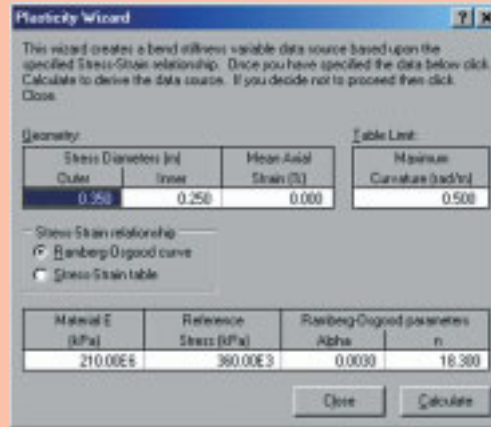 Plasticity Wizard
This wizard creates a bend stiffness variable data source based upon the
specified Stress-Strain relationship. Once you have specified the data below click
Calculate to derive the data source. If you decide not to proceed then click
Close.
Geometry: Table Limit:
Stress Diameters (m) Mean Axial Maximum
Outer Inner Strain (%) Curvature (rad/m)
0.350 0.250 0.000 0.500
Stress-Strain relationship
Ramberg-Osgood curve
Stress-Strain table
Material E Reference Ramberg-Osgood parameters
(kPa) Stress (kPa) Alpha n
210.00E6 360.00E3 0.0030 18.300
Close Calculate